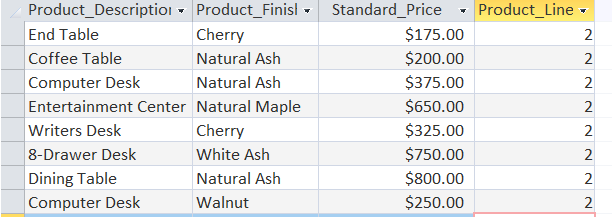 Product_Description Product_Finish Standard_Price Product_Line
End Table Cherry $175.00 2
Coffee Table Natural Ash $200.00 2
Computer Desk Natural Ash $375.00 2
Entertainment Center Natural Maple $650.00 2
Writers Desk Cherry $325.00 2
8-Drawer Desk White Ash $750.00 2
Dining Table Natural Ash $800.00 2
Computer Desk Walnut $250.00 2